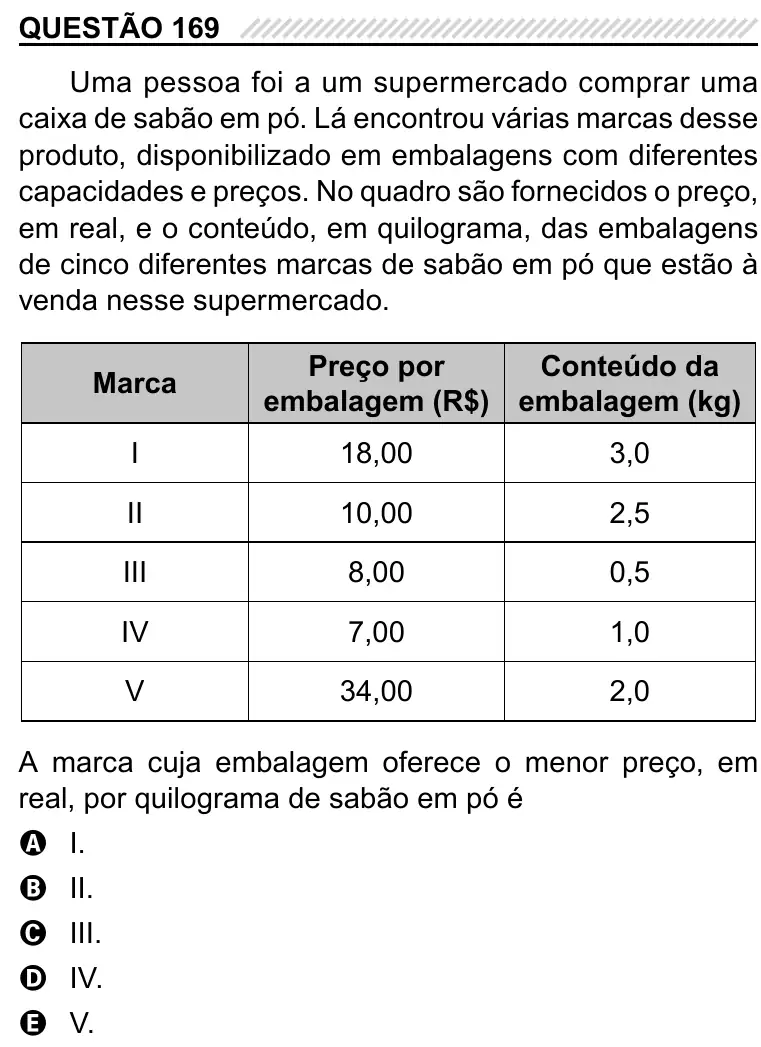 QUESTÃO 169
Uma pessoa foi a um supermercado comprar uma
caixa de sabão em pó. Lá encontrou várias marcas desse
produto, disponibilizado em embalagens com diferentes
capacidades e preços. No quadro são fornecidos o preço,
em real, e o conteúdo, em quilograma, das embalagens
de cinco diferentes marcas de sabão em pó que estão à
venda nesse supermercado.
Marca Preço por embalagem (R$) Conteúdo da embalagem (kg)
I 18,00 3,0
II 10,00 2,5
III 8,00 0,5
IV 7,00 1,0
V 34,00 2,0
A marca cuja embalagem oferece o menor preço, em
real, por quilograma de sabão em pó é
A I.
B II.
C III.
D IV.
E V.